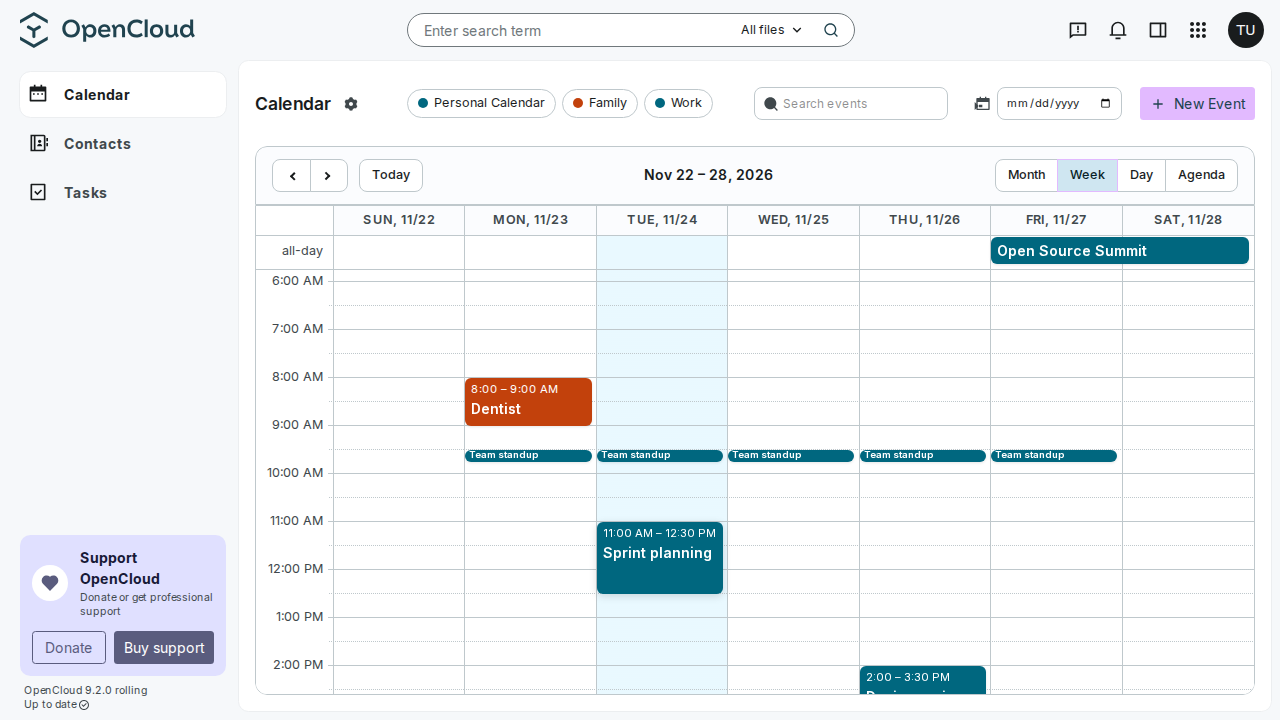 OpenCloud
Enter search term
All files
TU
Calendar
Contacts
Tasks
Support
OpenCloud
Donate or get professional
support
Donate
Buy support
OpenCloud 9.2.0 rolling
Up to date
Calendar
Personal Calendar
Family
Work
Search events
mm/dd/yyyy
+ New Event
Today
Nov 22 – 28, 2026
Month
Week
Day
Agenda
SUN, 11/22
MON, 11/23
TUE, 11/24
WED, 11/25
THU, 11/26
FRI, 11/27
SAT, 11/28
all-day
Open Source Summit
6:00 AM
7:00 AM
8:00 AM
8:00 – 9:00 AM
Dentist
9:00 AM
Team standup
Team standup
Team standup
Team standup
Team standup
10:00 AM
11:00 AM
11:00 AM – 12:30 PM
Sprint planning
12:00 PM
1:00 PM
2:00 PM
2:00 – 3:30 PM